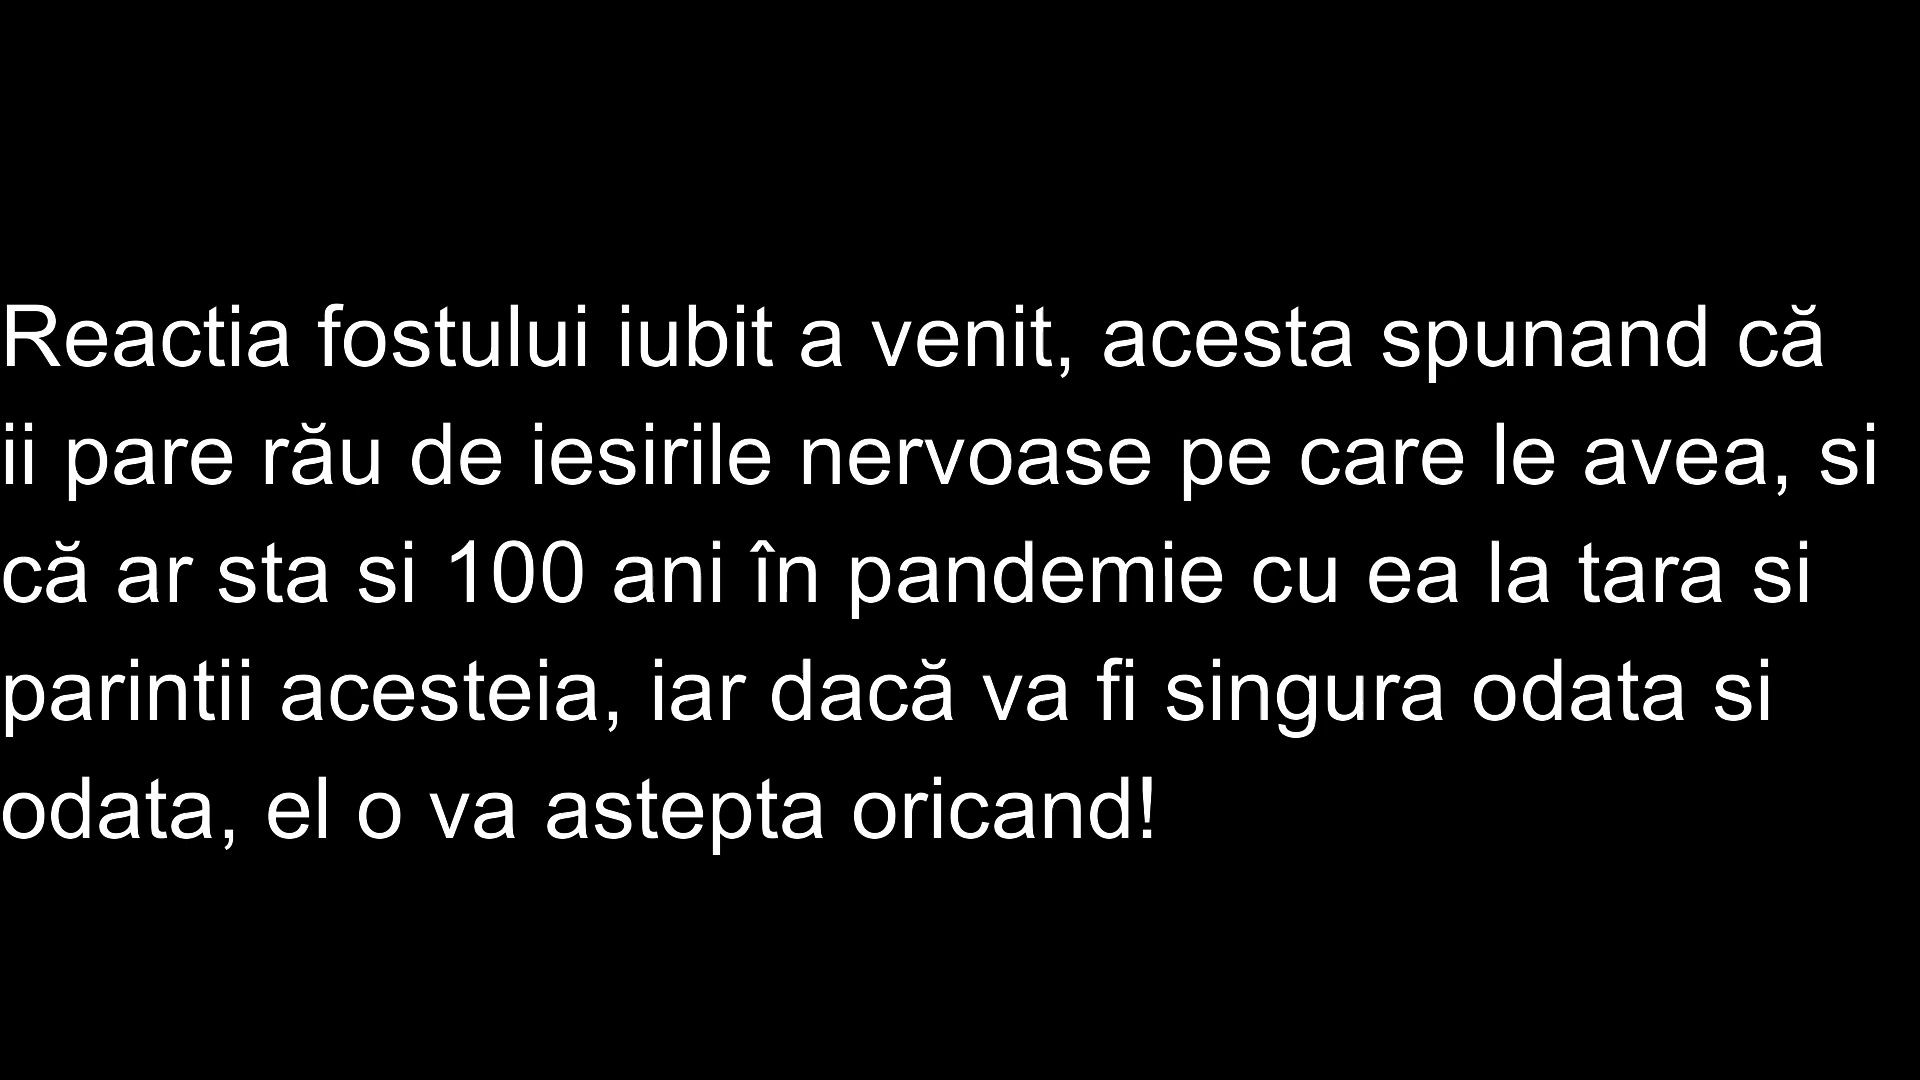 Reactia fostului iubit a venit, acesta spunand că
ii pare rău de iesirile nervoase pe care le avea, si
că ar sta si 100 ani în pandemie cu ea la tara si
parintii acesteia, iar dacă va fi singura odata si
odata, el o va astepta oricand!